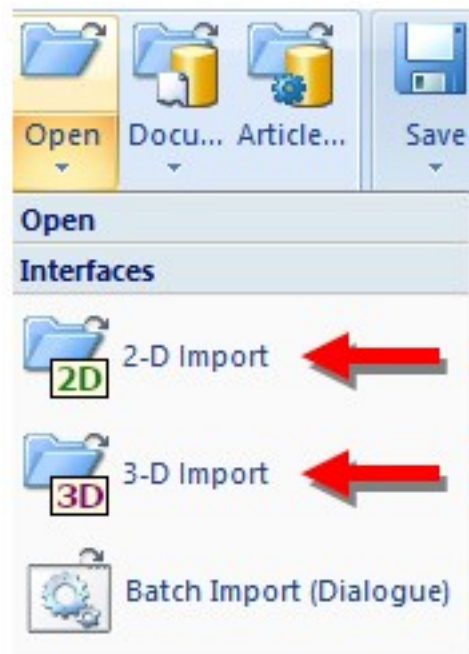 Open Docu... Article... Save
Open
Interfaces
2D 2-D Import
3D 3-D Import
Batch Import (Dialogue)